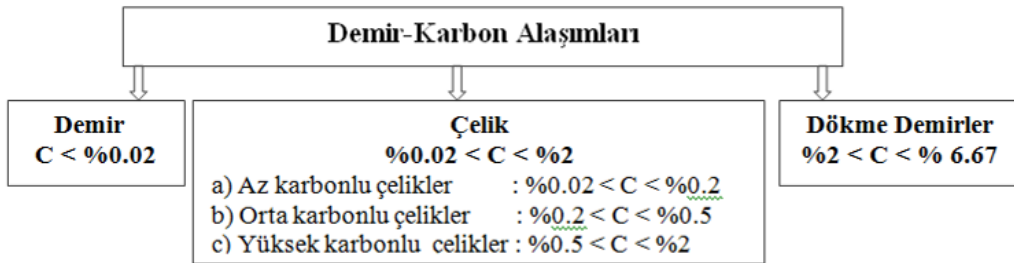 Demir-Karbon Alaşımları
Demir
C < %0.02
Çelik
%0.02 < C < %2
a) Az karbonlu çelikler : %0.02 < C < %0.2
b) Orta karbonlu çelikler : %0.2 < C < %0.5
c) Yüksek karbonlu celikler : %0.5 < C < %2
Dökme Demirler
%2 < C < % 6.67